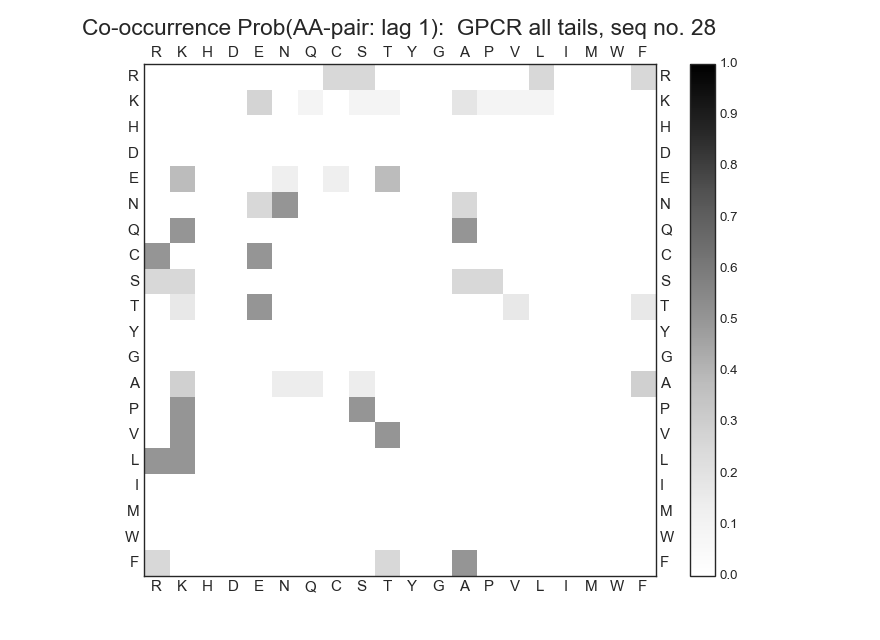 Co-occurrence Prob(AA-pair: lag 1):  GPCR all tails, seq no. 28
R K H D E N Q C S T Y G A P V L I M W F
R R
K K
H H
D D
E E
N N
Q Q
C C
S S
T T
Y Y
G G
A A
P P
V V
L L
I I
M M
W W
F F
R K H D E N Q C S T Y G A P V L I M W F
1.0
0.9
0.8
0.7
0.6
0.5
0.4
0.3
0.2
0.1
0.0